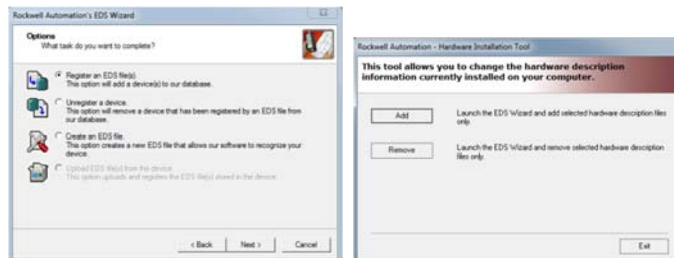 Rockwell Automation's EDS Wizard
Options
What task do you want to complete?
Register an EDS file(s).
This option will add a device(s) to our database.
Unregister a device.
This option will remove a device that has been registered by an EDS file from
our database.
Create an EDS file.
This option creates a new EDS file that allows our software to recognize your
device.
Upload EDS file(s) from the device.
This option uploads and registers the EDS file(s) stored in the device.
< Back
Next >
Cancel
Rockwell Automation - Hardware Installation Tool
This tool allows you to change the hardware description
information currently installed on your computer.
Add
Launch the EDS Wizard and add selected hardware description files
only.
Remove
Launch the EDS Wizard and remove selected hardware description
files only.
Exit